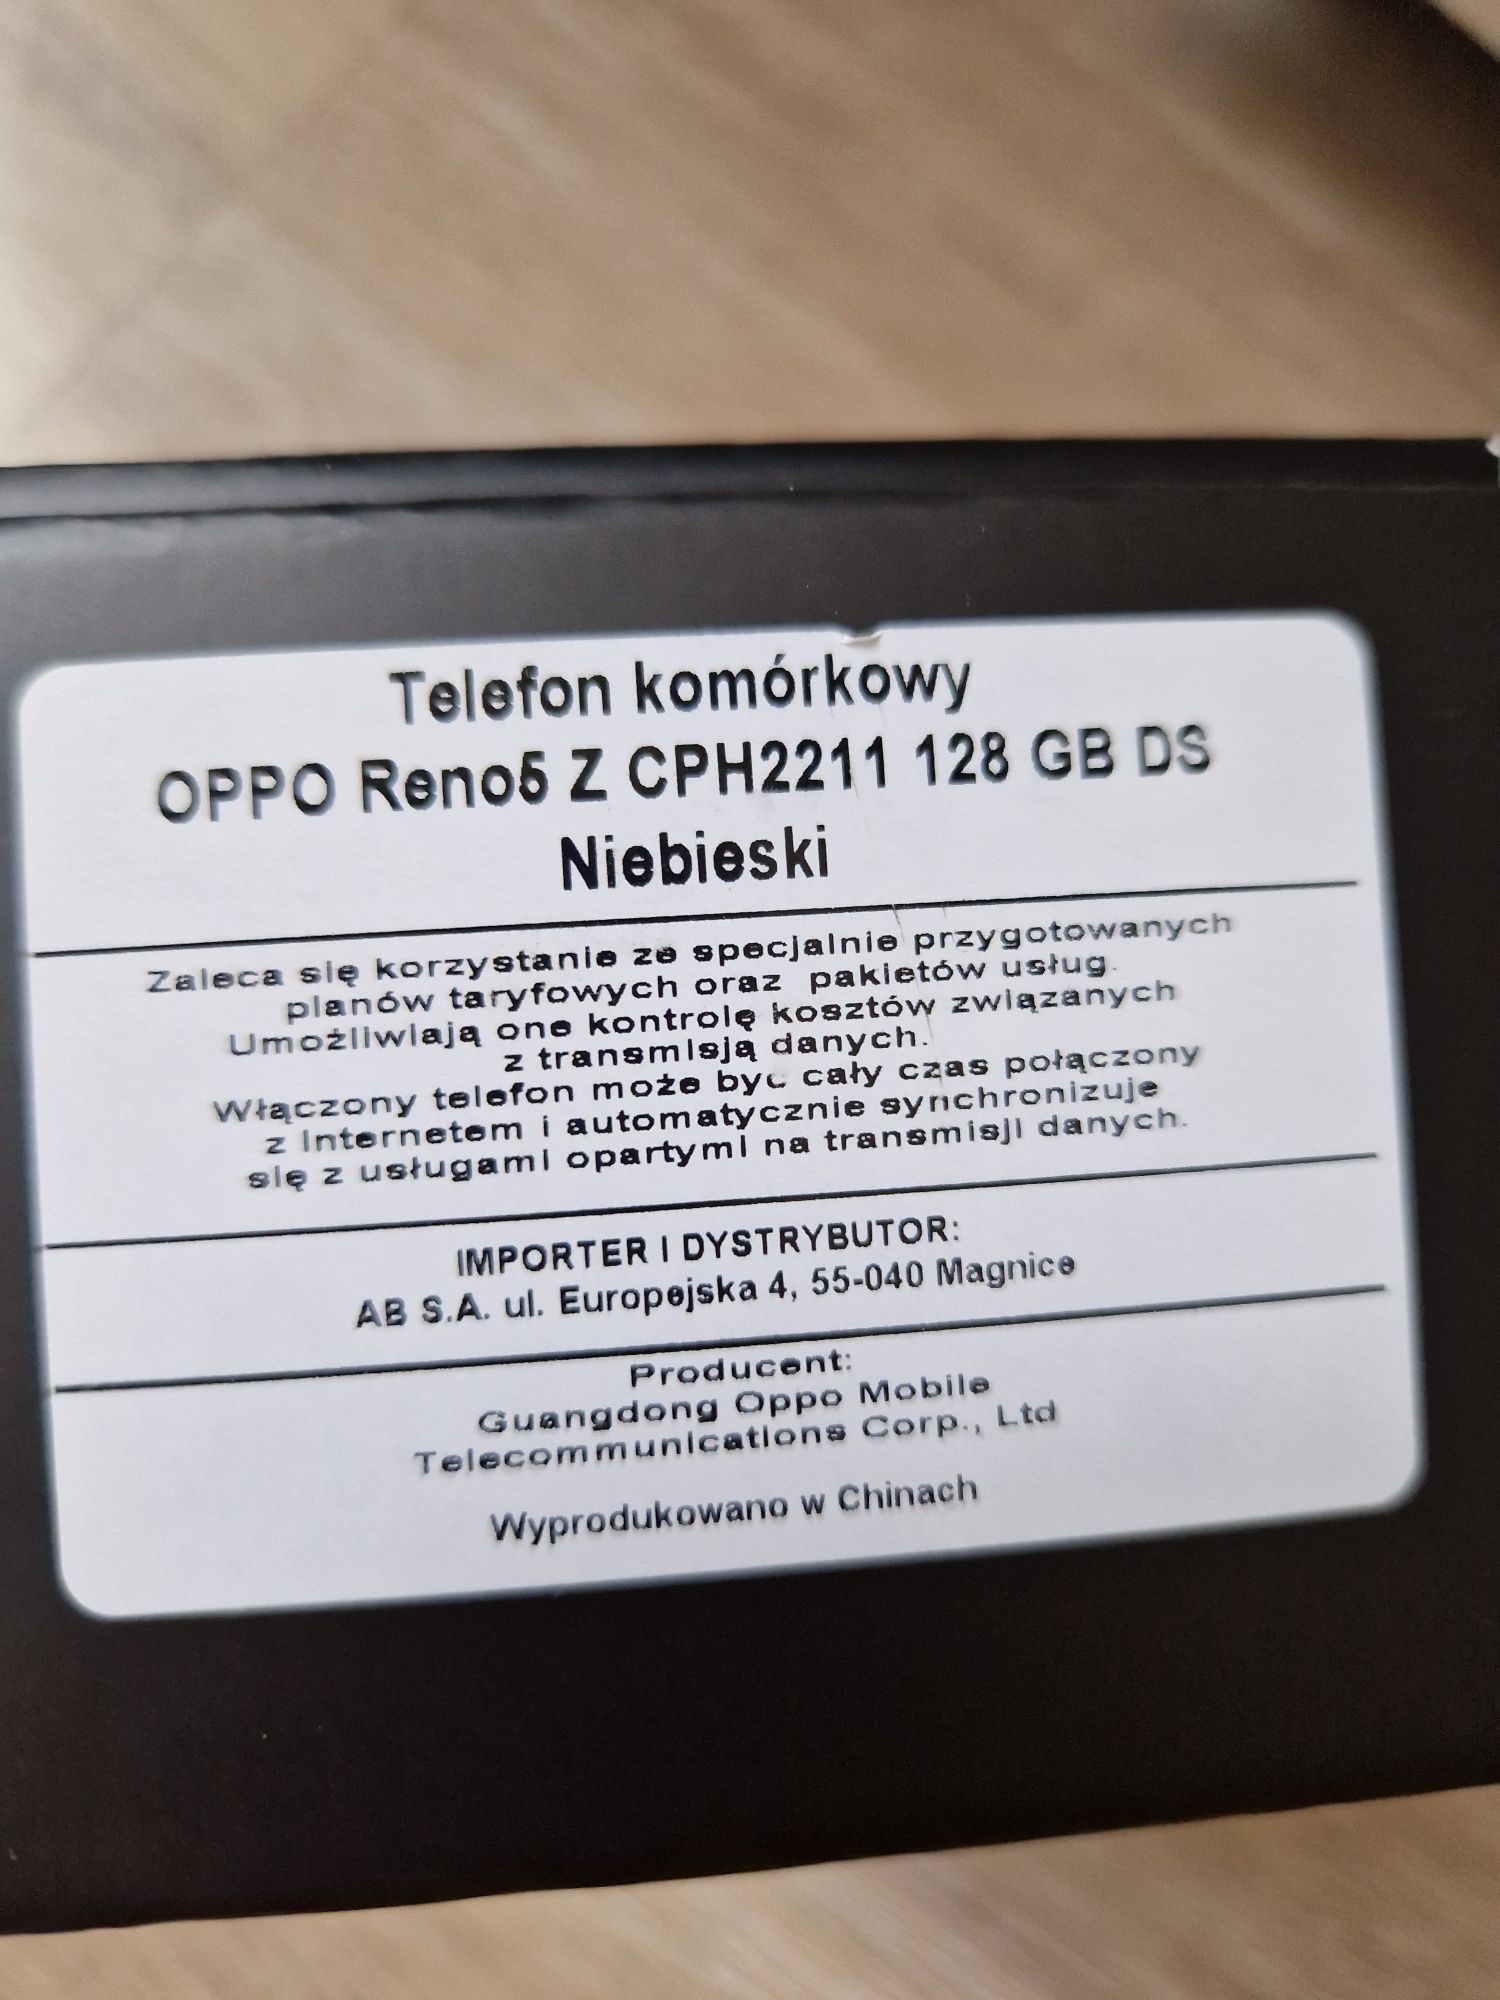 Telefon komórkowy
OPPO Reno5 Z CPH2211 128 GB DS
Niebieski
Zaleca się korzystanie ze specjalnie przygotowanych
planów taryfowych oraz pakietów usług.
Umożliwiają one kontrolę kosztów związanych
z transmisją danych.
Włączony telefon może być cały czas połączony
z Internetem i automatycznie synchronizuje
się z usługami opartymi na transmisji danych.
IMPORTER I DYSTRYBUTOR:
AB S.A. ul. Europejska 4, 55-040 Magnice
Producent:
Guangdong Oppo Mobile
Telecommunications Corp., Ltd
Wyprodukowano w Chinach